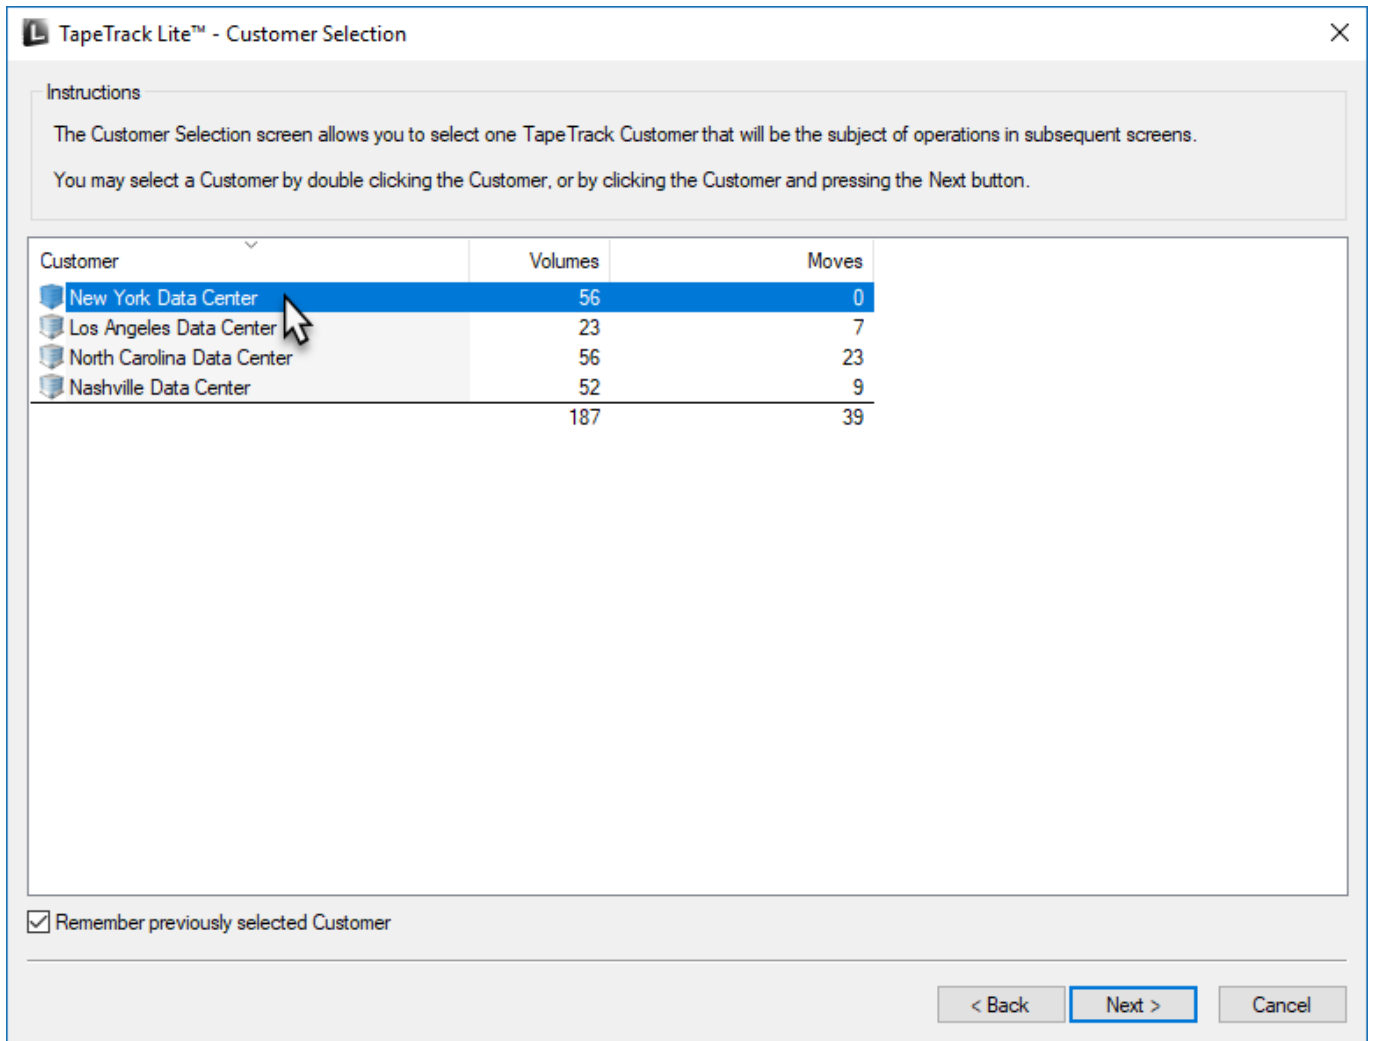 TapeTrack Lite™ - Customer Selection
Instructions
The Customer Selection screen allows you to select one TapeTrack Customer that will be the subject of operations in subsequent screens.
You may select a Customer by double clicking the Customer, or by clicking the Customer and pressing the Next button.
Customer Volumes Moves
New York Data Center 56 0
Los Angeles Data Center 23 7
North Carolina Data Center 56 23
Nashville Data Center 52 9
187 39
Remember previously selected Customer
< Back Next > Cancel